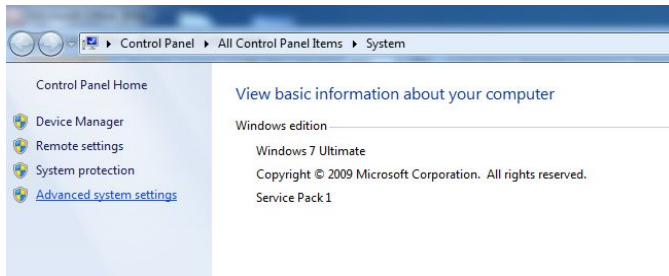 Control Panel ▸ All Control Panel Items ▸ System
Control Panel Home
Device Manager
Remote settings
System protection
Advanced system settings
View basic information about your computer
Windows edition
Windows 7 Ultimate
Copyright © 2009 Microsoft Corporation.  All rights reserved.
Service Pack 1